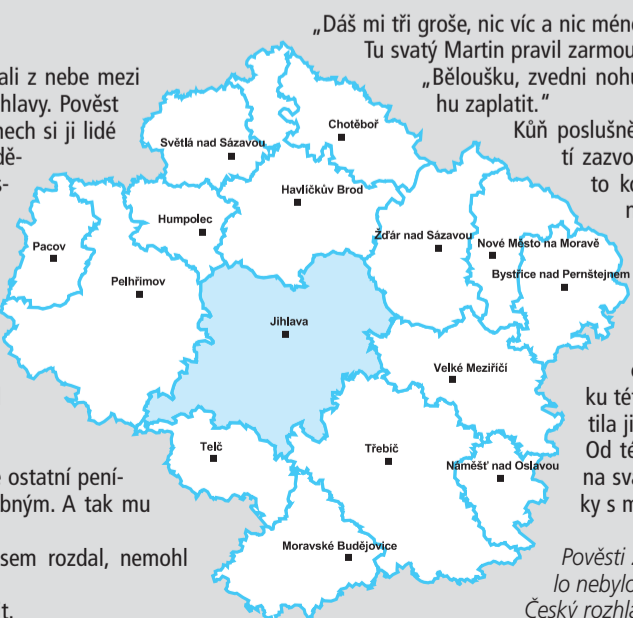 „Dáš mi tři groše, nic víc a nic méně
Tu svatý Martin pravil zarmou
„Běloušku, zvedni nohu
hu zaplatit.“
Kůň poslušně
tí zazvo
to ko
ali z nebe mezi
hlavy. Pověst
nech si ji lidé
dě-
s-
Světlá nad Sázavou
Chotěboř
Havlíčkův Brod
Humpolec
Pacov
Pelhřimov
Žďár nad Sázavou
Nové Město na Moravě
Bystřice nad Pernštejnem
Jihlava
Velké Meziříčí
Telč
Třebíč
Náměšť nad Oslavou
Moravské Budějovice
ku tét
tila ji
Od té
na sva
ky s m
e ostatní pení-
ebným. A tak mu
sem rozdal, nemohl
t.
Pověsti z
lo nebylo
Český rozhla